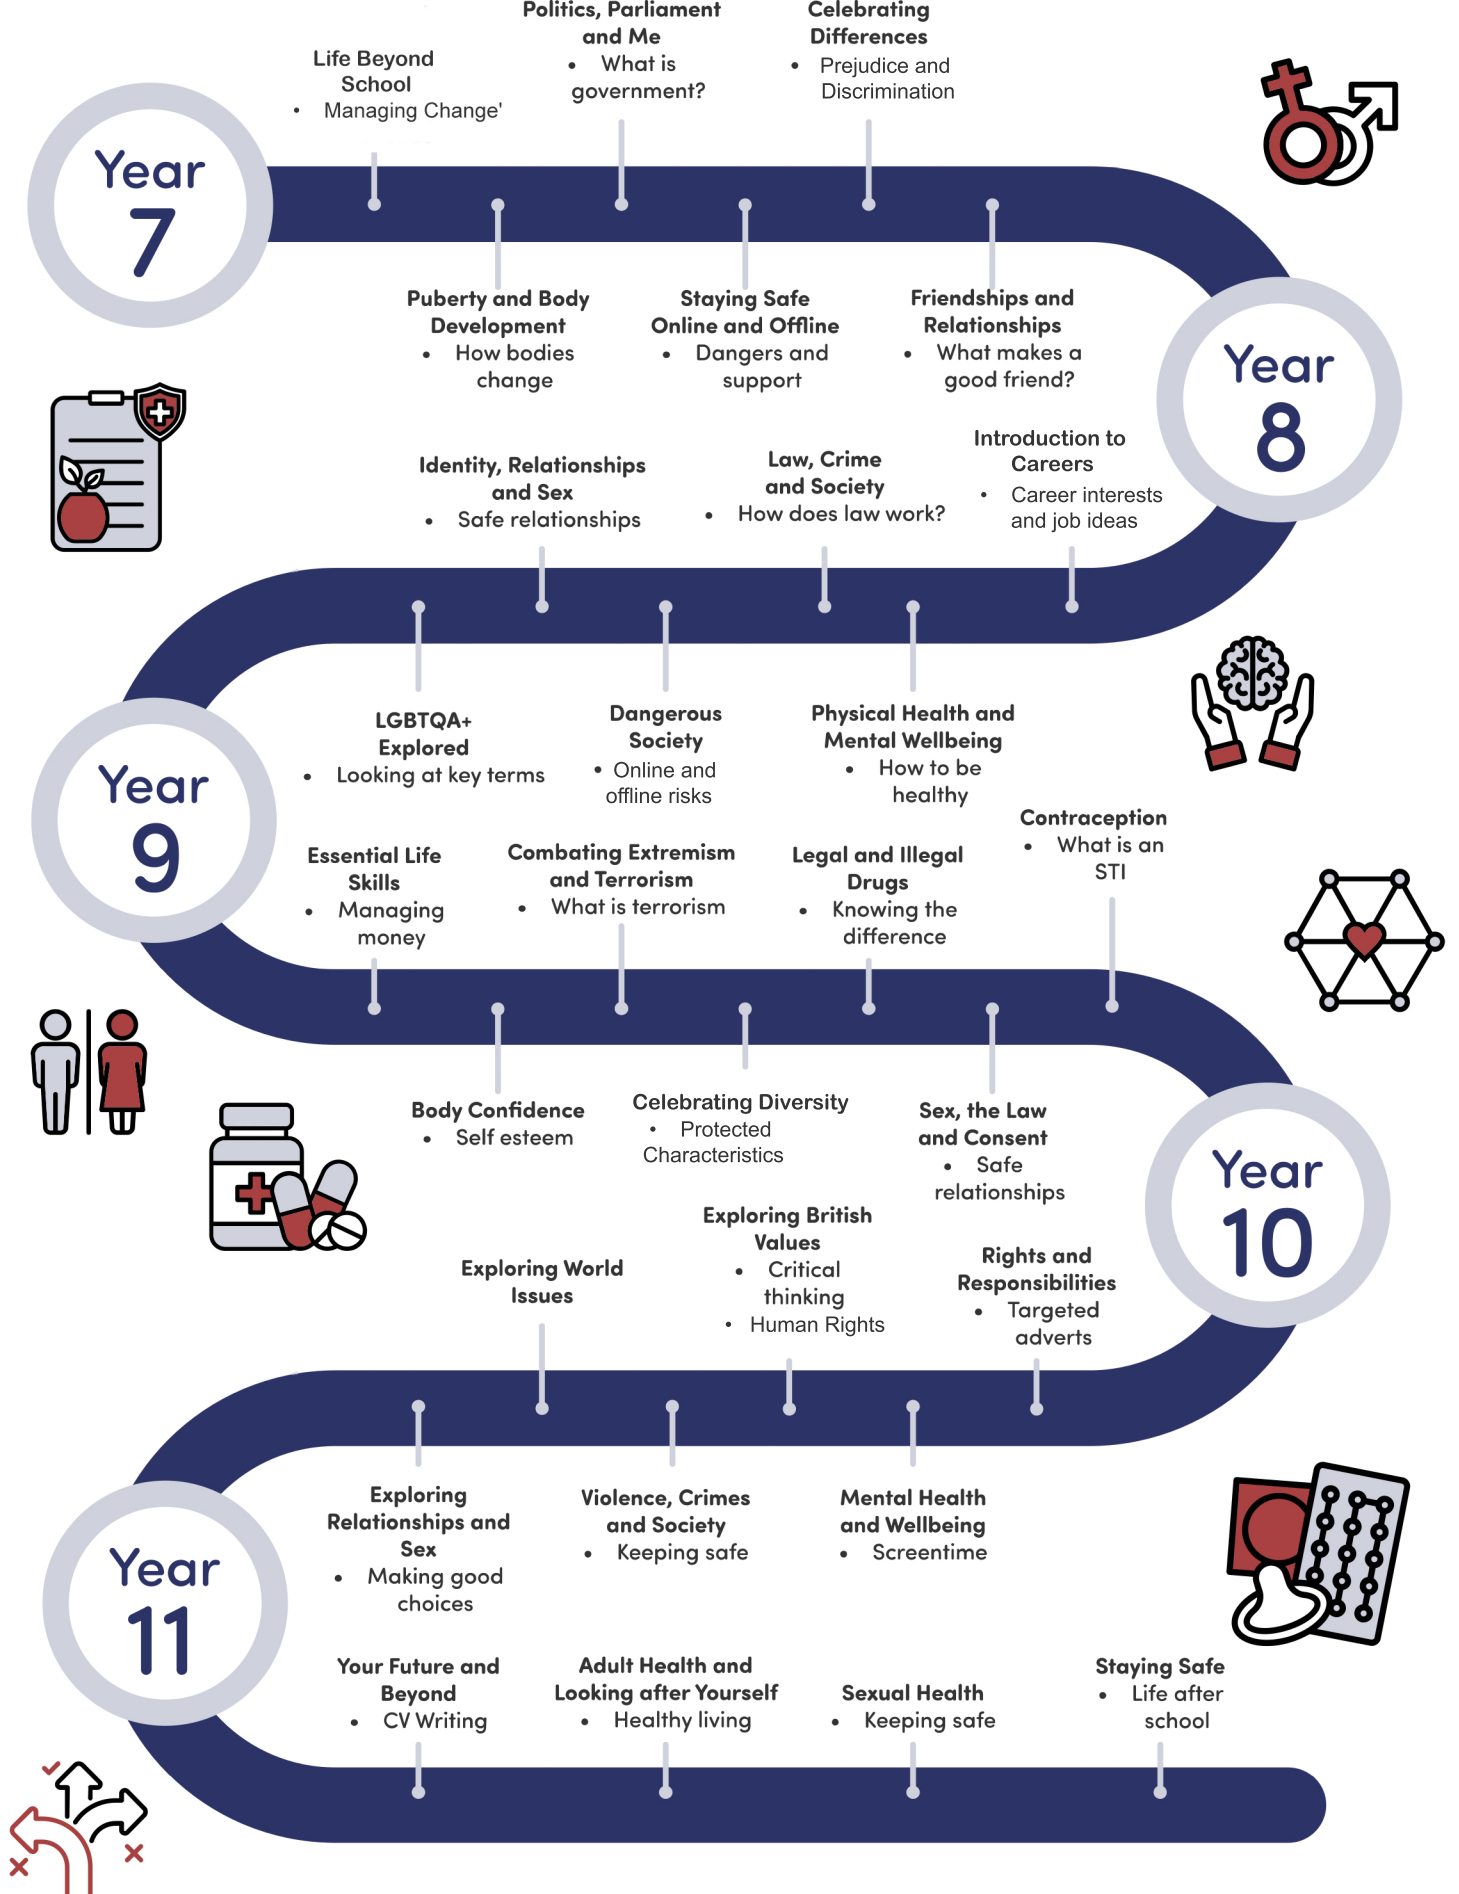 Politics, Parliament
and Me
• What is
government?
Celebrating
Differences
• Prejudice and
Discrimination
Life Beyond
School
• Managing Change'
Year
7
Puberty and Body
Development
• How bodies
change
Staying Safe
Online and Offline
• Dangers and
support
Friendships and
Relationships
• What makes a
good friend?
Year
8
Introduction to
Careers
• Career interests
and job ideas
Law, Crime
and Society
• How does law work?
Identity, Relationships
and Sex
• Safe relationships
Physical Health and
Mental Wellbeing
• How to be
healthy
Dangerous
Society
• Online and
offline risks
LGBTQA+
Explored
• Looking at key terms
Year
9
Essential Life
Skills
• Managing
money
Combating Extremism
and Terrorism
• What is terrorism
Legal and Illegal
Drugs
• Knowing the
difference
Contraception
• What is an
STI
Body Confidence
• Self esteem
Celebrating Diversity
• Protected
Characteristics
Sex, the Law
and Consent
• Safe
relationships
Year
10
Rights and
Responsibilities
• Targeted
adverts
Exploring British
Values
• Critical
thinking
• Human Rights
Exploring World
Issues
Mental Health
and Wellbeing
• Screentime
Violence, Crimes
and Society
• Keeping safe
Exploring
Relationships and
Sex
• Making good
choices
Year
11
Your Future and
Beyond
• CV Writing
Adult Health and
Looking after Yourself
• Healthy living
Sexual Health
• Keeping safe
Staying Safe
• Life after
school